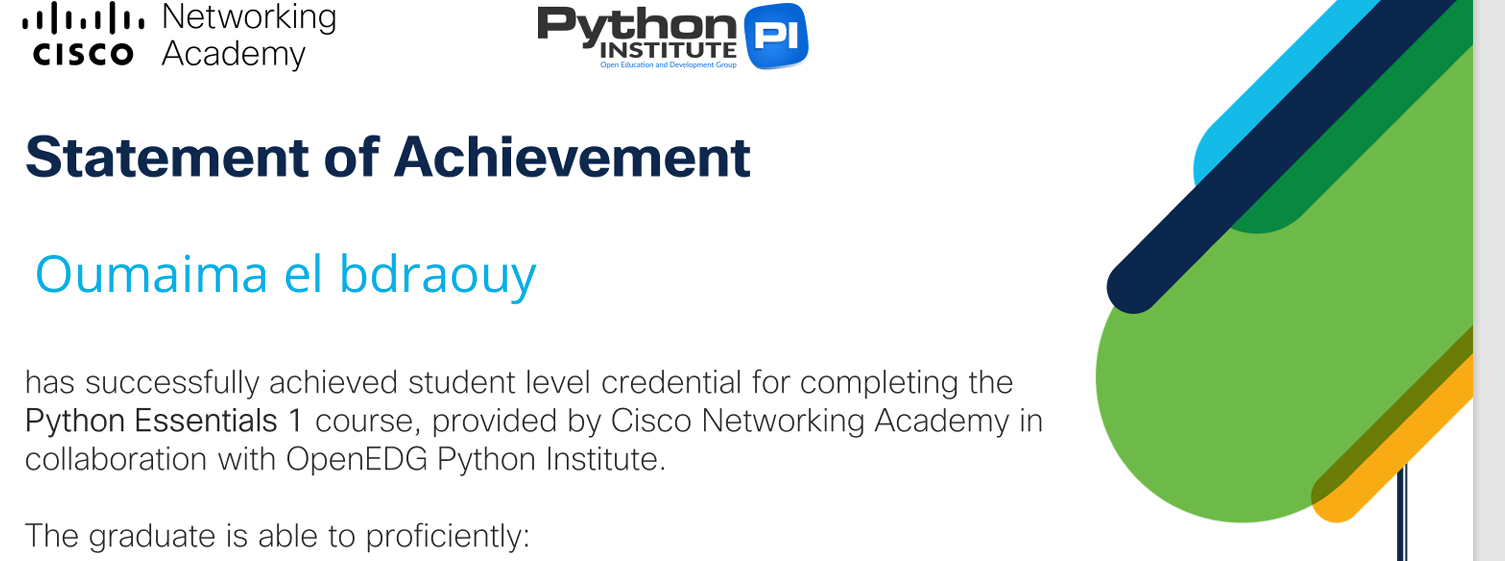 CISCO Networking Academy
Python INSTITUTE PI
Open Education and Development Group
Statement of Achievement
Oumaima el bdraouy
has successfully achieved student level credential for completing the
Python Essentials 1 course, provided by Cisco Networking Academy in
collaboration with OpenEDG Python Institute.
The graduate is able to proficiently: